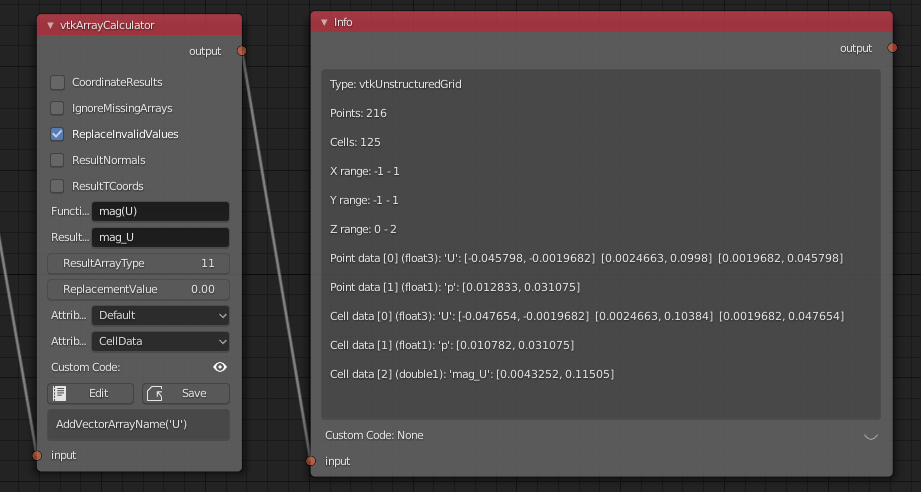 vtkArrayCalculator
output
CoordinateResults
IgnoreMissingArrays
ReplaceInvalidValues
ResultNormals
ResultTCoords
Functi... mag(U)
Result... mag_U
ResultArrayType 11
ReplacementValue 0.00
Attrib... Default
Attrib... CellData
Custom Code:
Edit Save
AddVectorArrayName('U')
input
Info
output
Type: vtkUnstructuredGrid
Points: 216
Cells: 125
X range: -1 - 1
Y range: -1 - 1
Z range: 0 - 2
Point data [0] (float3): 'U': [-0.045798, -0.0019682] [0.0024663, 0.0998] [0.0019682, 0.045798]
Point data [1] (float1): 'p': [0.012833, 0.031075]
Cell data [0] (float3): 'U': [-0.047654, -0.0019682] [0.0024663, 0.10384] [0.0019682, 0.047654]
Cell data [1] (float1): 'p': [0.010782, 0.031075]
Cell data [2] (double1): 'mag_U': [0.0043252, 0.11505]
Custom Code: None
input